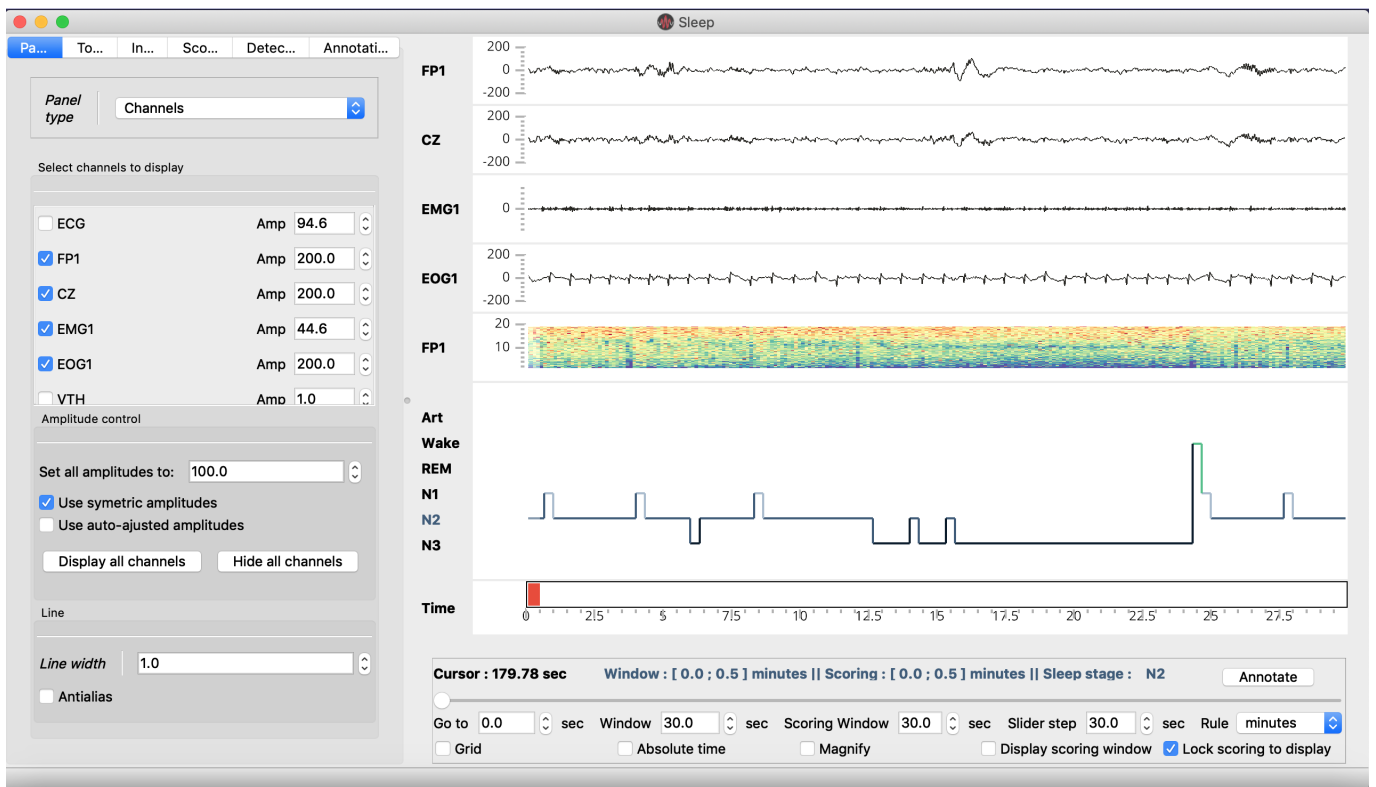 Sleep
Pa... To... In... Sco... Detec... Annotati...
Panel type
Channels
Select channels to display
ECG Amp 94.6
FP1 Amp 200.0
CZ Amp 200.0
EMG1 Amp 44.6
EOG1 Amp 200.0
VTH Amp 1.0
Amplitude control
Set all amplitudes to: 100.0
Use symetric amplitudes
Use auto-ajusted amplitudes
Display all channels Hide all channels
Line
Line width 1.0
Antialias
FP1 200 0 -200
CZ 200 0 -200
EMG1 0
EOG1 200 0 -200
FP1 20 10
Art
Wake
REM
N1
N2
N3
Time 0 2.5 5 7.5 10 12.5 15 17.5 20 22.5 25 27.5
Cursor : 179.78 sec Window : [ 0.0 ; 0.5 ] minutes || Scoring : [ 0.0 ; 0.5 ] minutes || Sleep stage : N2 Annotate
Go to 0.0 sec Window 30.0 sec Scoring Window 30.0 sec Slider step 30.0 sec Rule minutes
Grid Absolute time Magnify Display scoring window Lock scoring to display